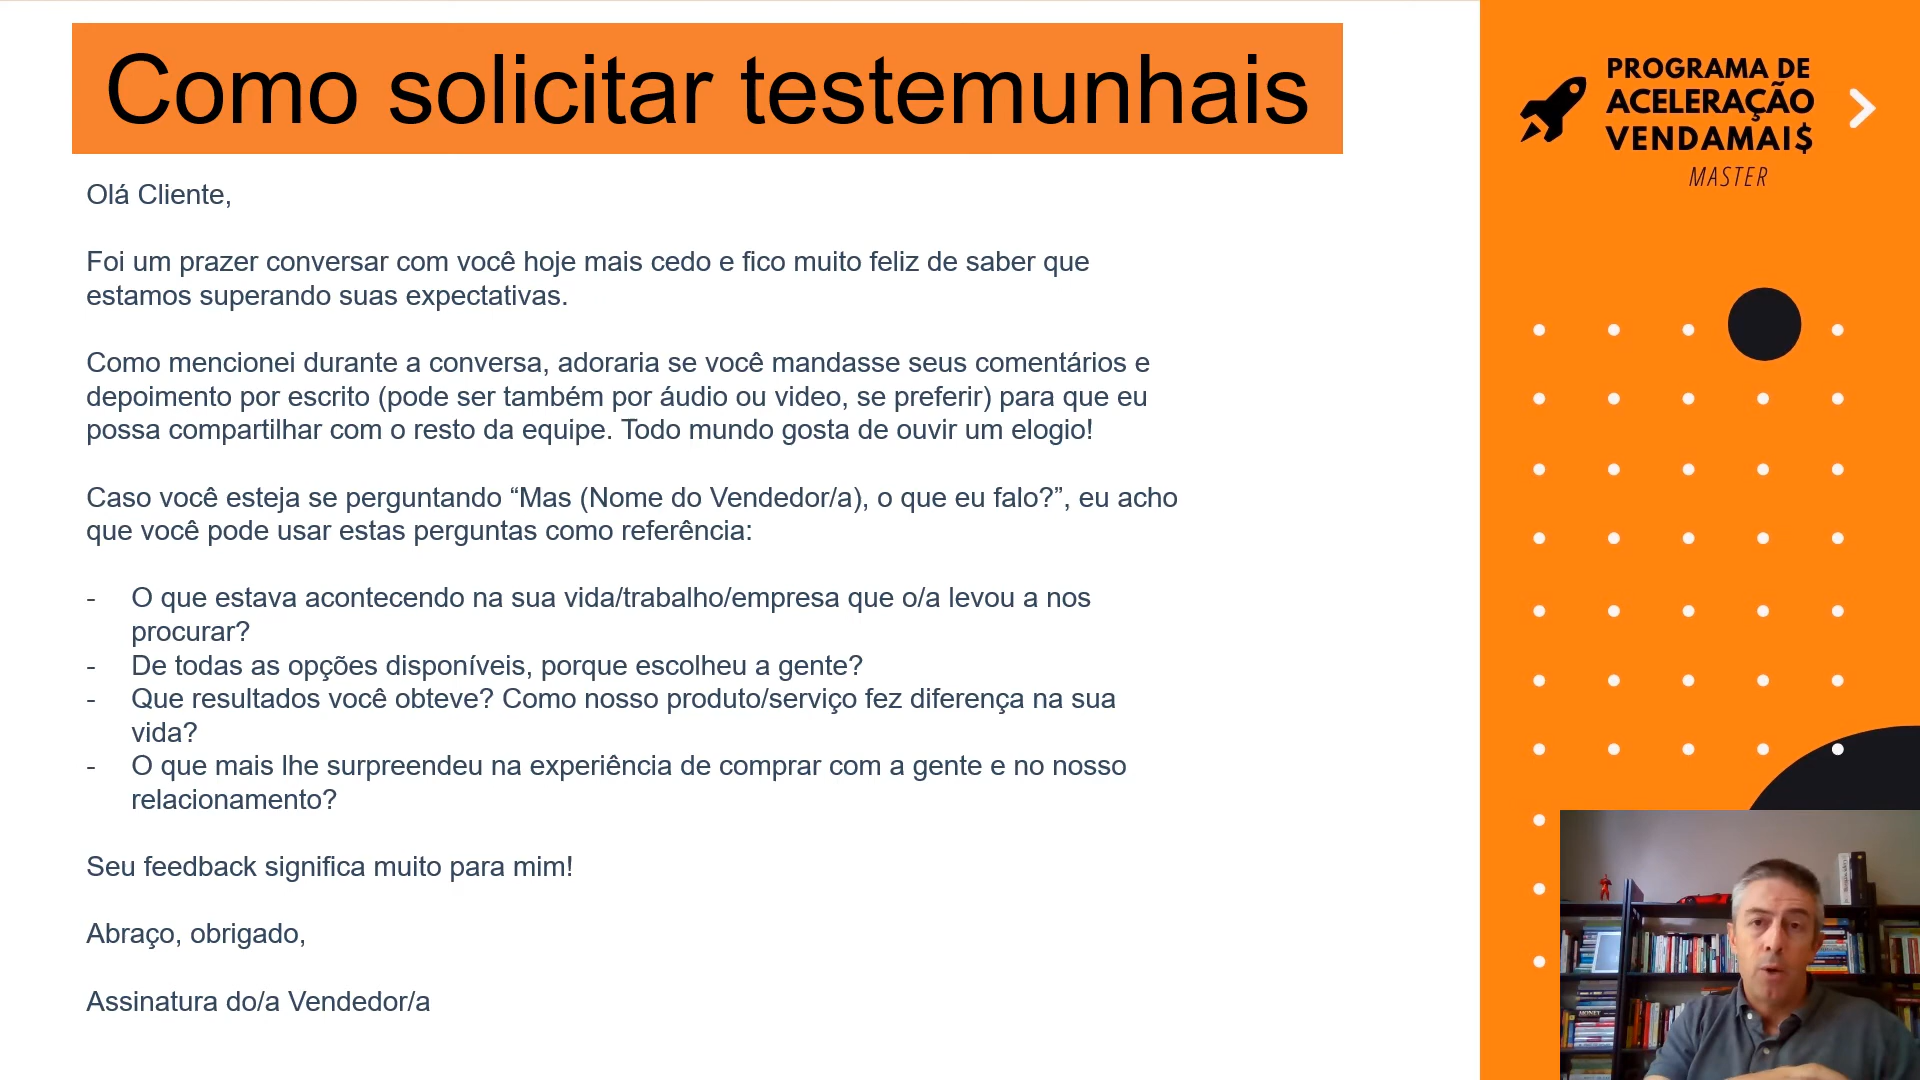 Como solicitar testemunhais
Olá Cliente,
Foi um prazer conversar com você hoje mais cedo e fico muito feliz de saber que
estamos superando suas expectativas.
Como mencionei durante a conversa, adoraria se você mandasse seus comentários e
depoimento por escrito (pode ser também por áudio ou video, se preferir) para que eu
possa compartilhar com o resto da equipe. Todo mundo gosta de ouvir um elogio!
Caso você esteja se perguntando “Mas (Nome do Vendedor/a), o que eu falo?”, eu acho
que você pode usar estas perguntas como referência:
- O que estava acontecendo na sua vida/trabalho/empresa que o/a levou a nos
procurar?
- De todas as opções disponíveis, porque escolheu a gente?
- Que resultados você obteve? Como nosso produto/serviço fez diferença na sua
vida?
- O que mais lhe surpreendeu na experiência de comprar com a gente e no nosso
relacionamento?
Seu feedback significa muito para mim!
Abraço, obrigado,
Assinatura do/a Vendedor/a
PROGRAMA DE
ACELERAÇÃO
VENDAMAI$
MASTER
MONEY